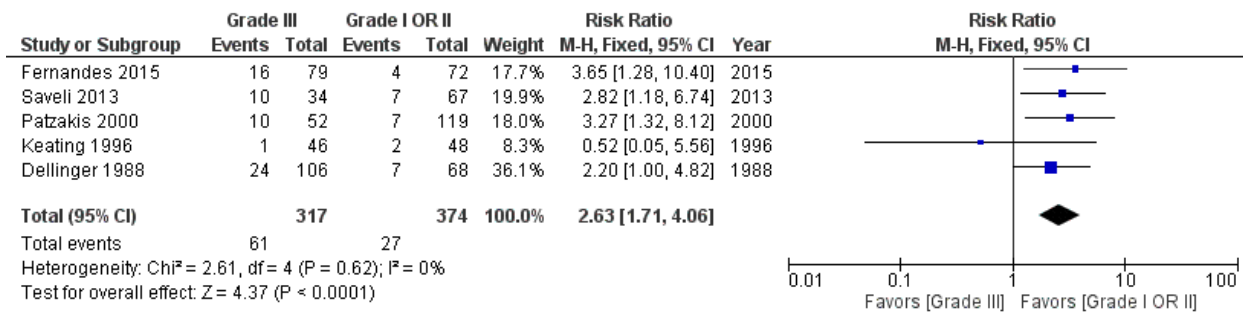 Grade III Grade I OR II Risk Ratio Risk Ratio
Study or Subgroup Events Total Events Total Weight M-H, Fixed, 95% CI Year M-H, Fixed, 95% CI
Fernandes 2015 16 79 4 72 17.7% 3.65 [1.28, 10.40] 2015
Saveli 2013 10 34 7 67 19.9% 2.82 [1.18, 6.74] 2013
Patzakis 2000 10 52 7 119 18.0% 3.27 [1.32, 8.12] 2000
Keating 1996 1 46 2 48 8.3% 0.52 [0.05, 5.56] 1996
Dellinger 1988 24 106 7 68 36.1% 2.20 [1.00, 4.82] 1988
Total (95% CI) 317 374 100.0% 2.63 [1.71, 4.06]
Total events 61 27
Heterogeneity: Chi² = 2.61, df = 4 (P = 0.62); I² = 0%
Test for overall effect: Z = 4.37 (P < 0.0001)
0.01 0.1 1 10 100
Favors [Grade III] Favors [Grade I OR II]